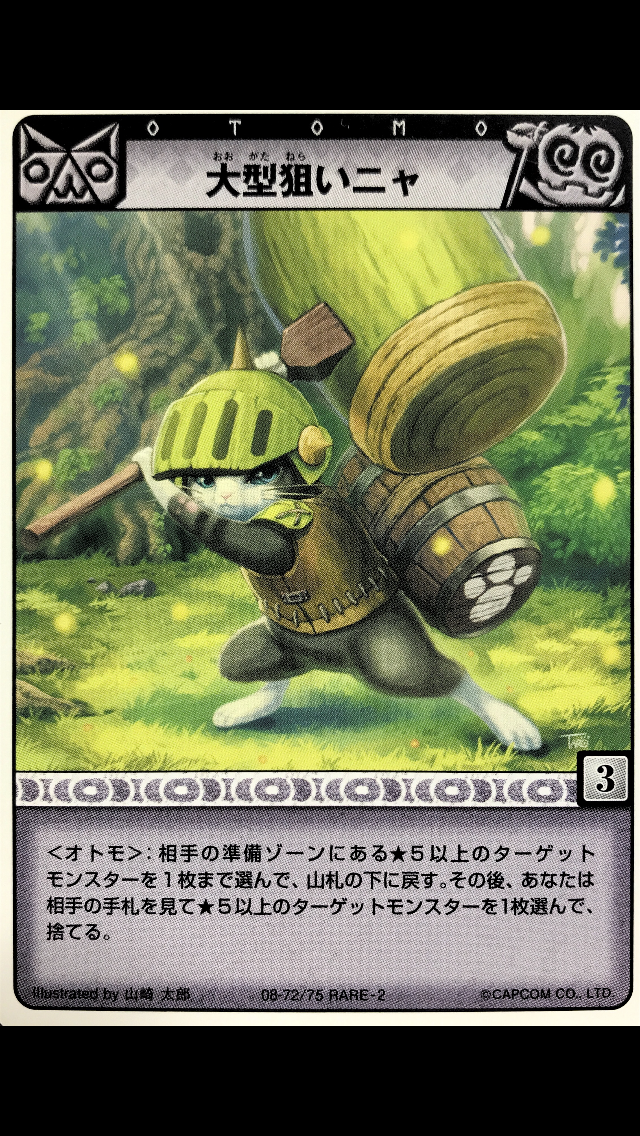 OTOMO
おお がた ねら
大型狙いニャ
3
<オトモ>：相手の準備ゾーンにある★５以上のターゲット
モンスターを１枚まで選んで、山札の下に戻す。その後、あなたは
相手の手札を見て★５以上のターゲットモンスターを1枚選んで、
捨てる。
Illustrated by 山崎 太郎 08-72/75 RARE-2 ©CAPCOM CO., LTD.